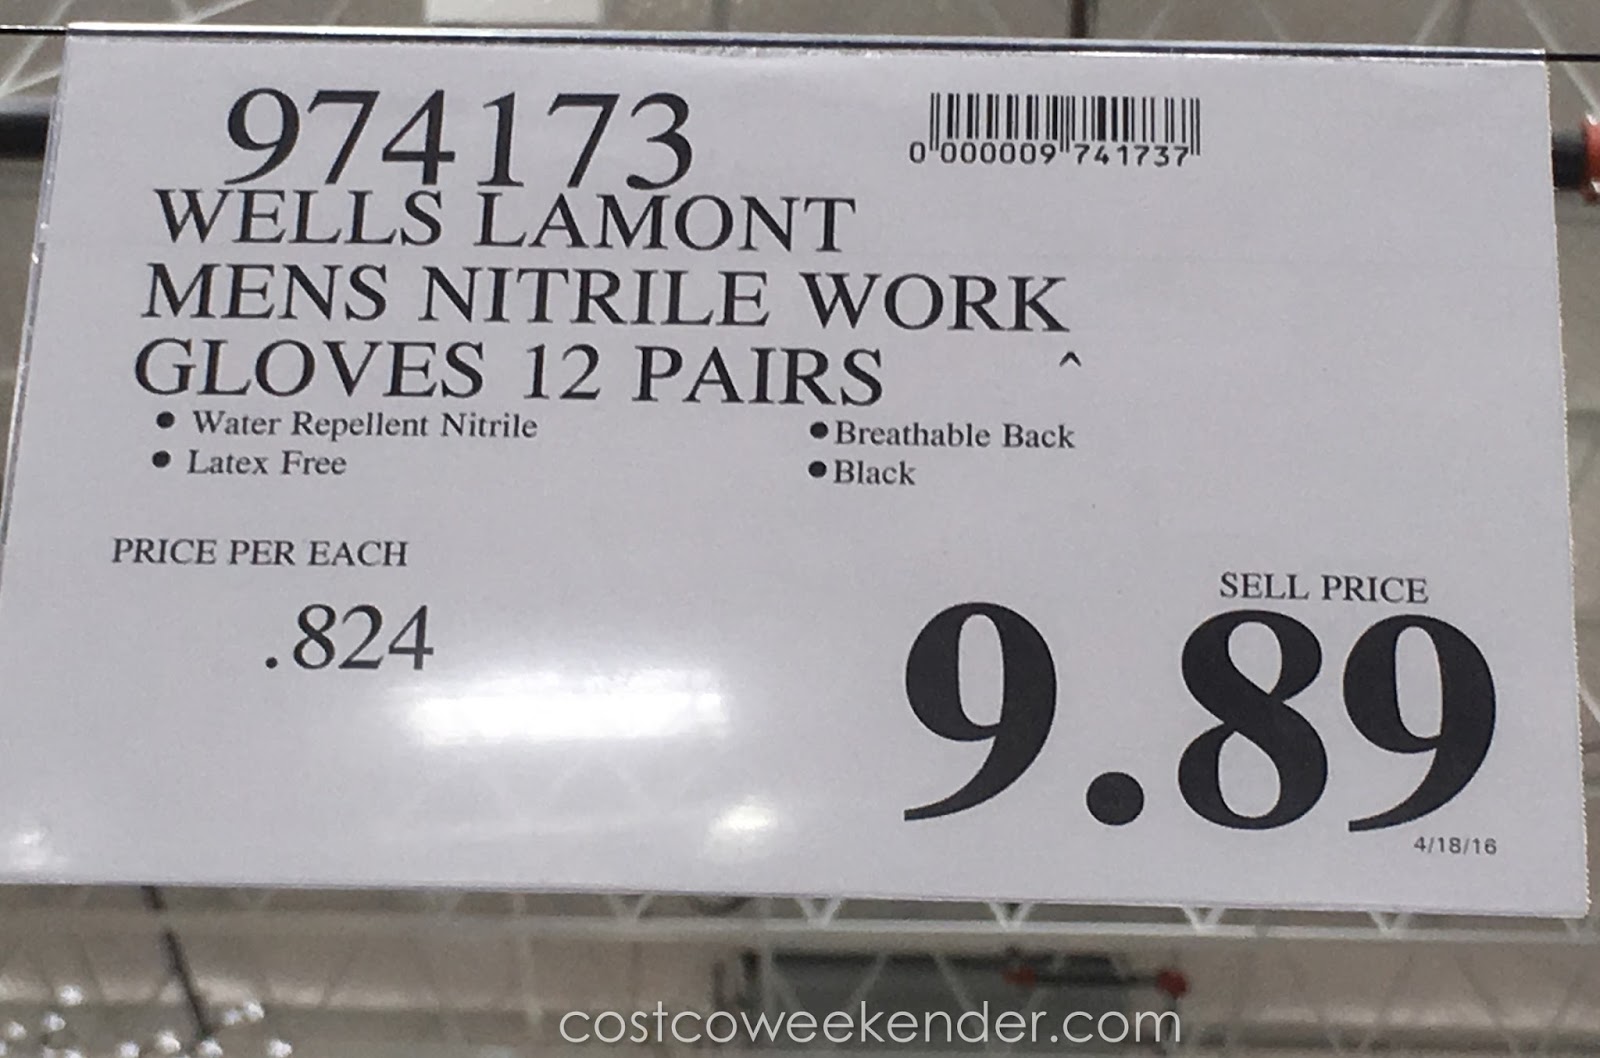 974173
0 000009 741737
WELLS LAMONT
MENS NITRILE WORK
GLOVES 12 PAIRS ^
● Water Repellent Nitrile
● Latex Free
● Breathable Back
● Black
PRICE PER EACH
.824
SELL PRICE
9.89
4/18/16
costcoweekender.com